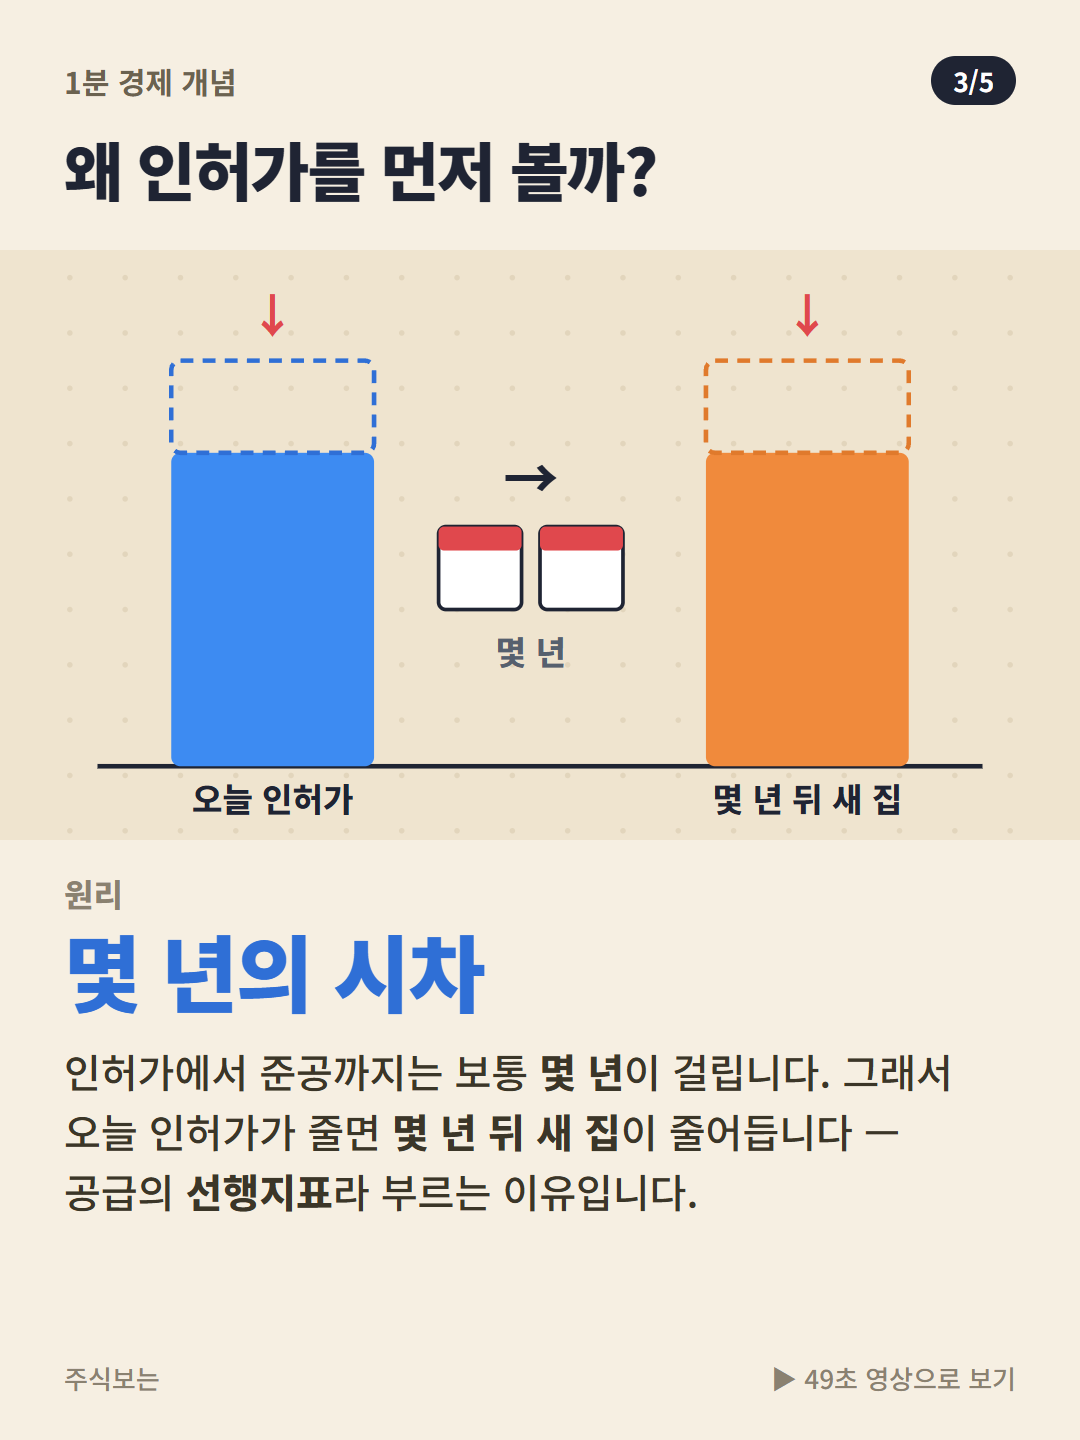 1분 경제 개념
3/5
왜 인허가를 먼저 볼까?
↓ ↓
→
몇 년
오늘 인허가
몇 년 뒤 새 집
원리
몇 년의 시차
인허가에서 준공까지는 보통 몇 년이 걸립니다. 그래서
오늘 인허가가 줄면 몇 년 뒤 새 집이 줄어듭니다 —
공급의 선행지표라 부르는 이유입니다.
주식보는
▶ 49초 영상으로 보기